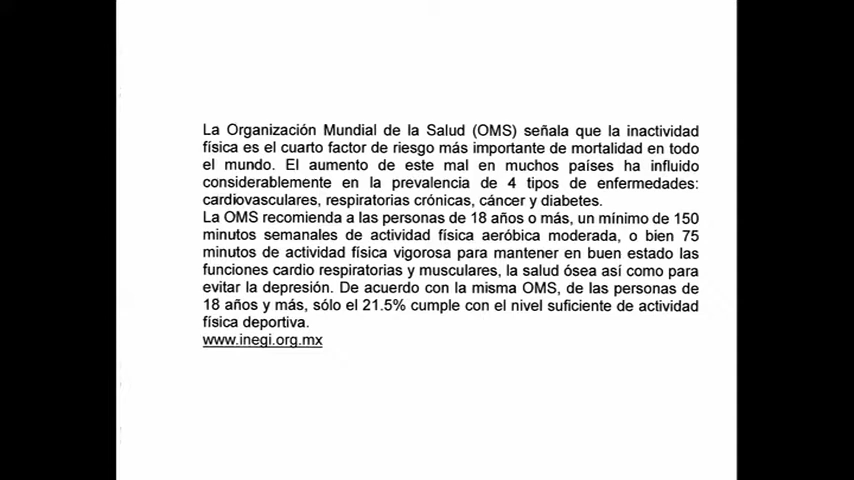 La Organización Mundial de la Salud (OMS) señala que la inactividad
física es el cuarto factor de riesgo más importante de mortalidad en todo
el mundo. El aumento de este mal en muchos países ha influido
considerablemente en la prevalencia de 4 tipos de enfermedades:
cardiovasculares, respiratorias crónicas, cáncer y diabetes.
La OMS recomienda a las personas de 18 años o más, un mínimo de 150
minutos semanales de actividad física aeróbica moderada, o bien 75
minutos de actividad física vigorosa para mantener en buen estado las
funciones cardio respiratorias y musculares, la salud ósea así como para
evitar la depresión. De acuerdo con la misma OMS, de las personas de
18 años y más, sólo el 21.5% cumple con el nivel suficiente de actividad
física deportiva.
www.inegi.org.mx